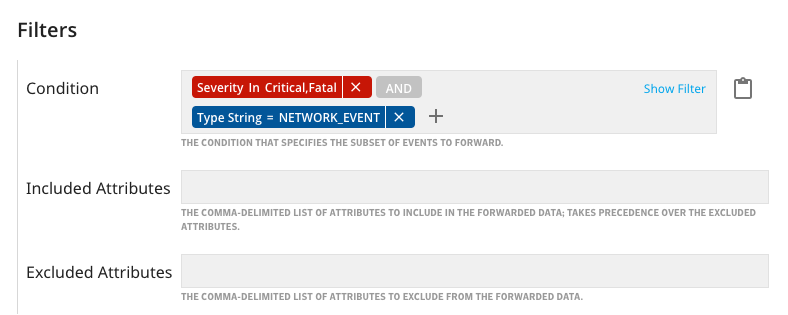 Filters
Condition
Severity In Critical,Fatal
AND
Show Filter
Type String = NETWORK_EVENT
THE CONDITION THAT SPECIFIES THE SUBSET OF EVENTS TO FORWARD.
Included Attributes
THE COMMA-DELIMITED LIST OF ATTRIBUTES TO INCLUDE IN THE FORWARDED DATA; TAKES PRECEDENCE OVER THE EXCLUDED
ATTRIBUTES.
Excluded Attributes
THE COMMA-DELIMITED LIST OF ATTRIBUTES TO EXCLUDE FROM THE FORWARDED DATA.